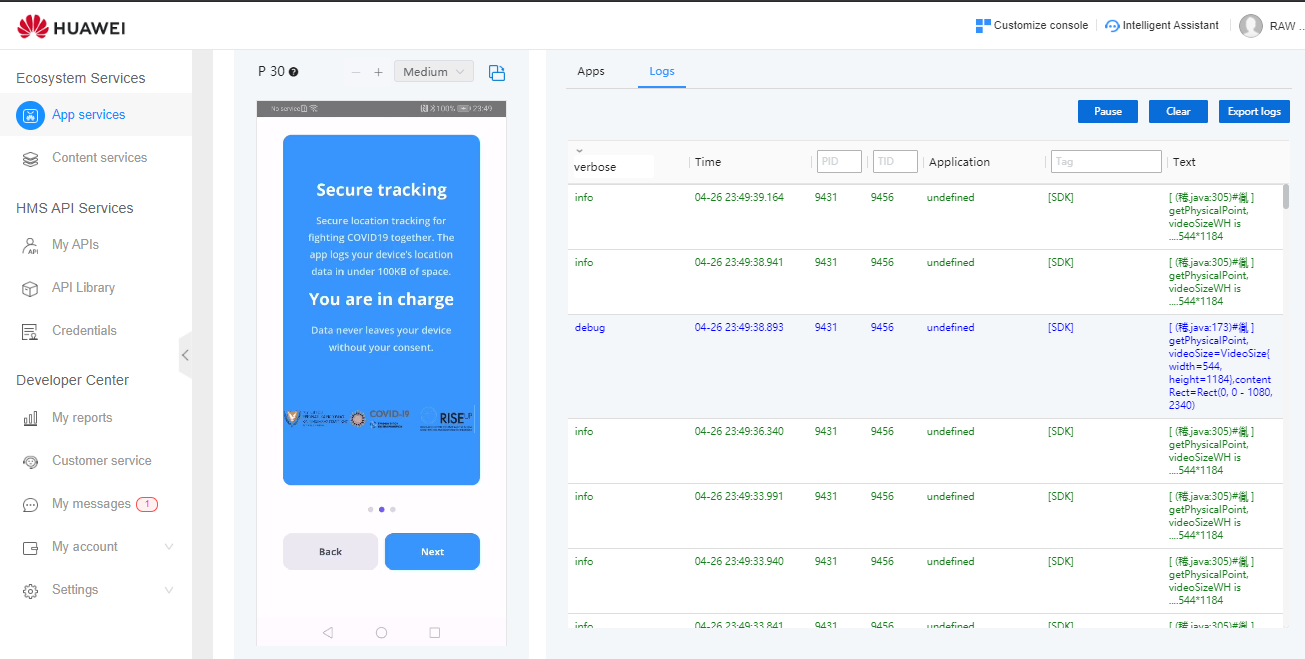 HUAWEI
Customize console
Intelligent Assistant
RAW ...
Ecosystem Services
App services
Content services
HMS API Services
My APIs
API Library
Credentials
Developer Center
My reports
Customer service
My messages 1
My account
Settings
P 30 ?
− + Medium
No service 100% 23:49
Secure tracking
Secure location tracking for
fighting COVID19 together. The
app logs your device's location
data in under 100KB of space.
You are in charge
Data never leaves your device
without your consent.
COVID-19
RISEUP
Back Next
Apps Logs
Pause Clear Export logs
verbose Time PID TID Application Tag Text
info 04-26 23:49:39.164 9431 9456 undefined [SDK] [ (稀.java:305)#胤 ]
getPhysicalPoint,
videoSizeWH is
....544*1184
info 04-26 23:49:38.941 9431 9456 undefined [SDK] [ (稀.java:305)#胤 ]
getPhysicalPoint,
videoSizeWH is
....544*1184
debug 04-26 23:49:38.893 9431 9456 undefined [SDK] [ (稀.java:173)#胤 ]
getPhysicalPoint,
videoSize=VideoSize{
width=544,
height=1184},content
Rect=Rect(0, 0 - 1080,
2340)
info 04-26 23:49:36.340 9431 9456 undefined [SDK] [ (稀.java:305)#胤 ]
getPhysicalPoint,
videoSizeWH is
....544*1184
info 04-26 23:49:33.991 9431 9456 undefined [SDK] [ (稀.java:305)#胤 ]
getPhysicalPoint,
videoSizeWH is
....544*1184
info 04-26 23:49:33.940 9431 9456 undefined [SDK] [ (稀.java:305)#胤 ]
getPhysicalPoint,
videoSizeWH is
....544*1184
info 04-26 23:49:33.841 9431 9456 undefined [SDK] [ (稀.java:305)#胤 ]